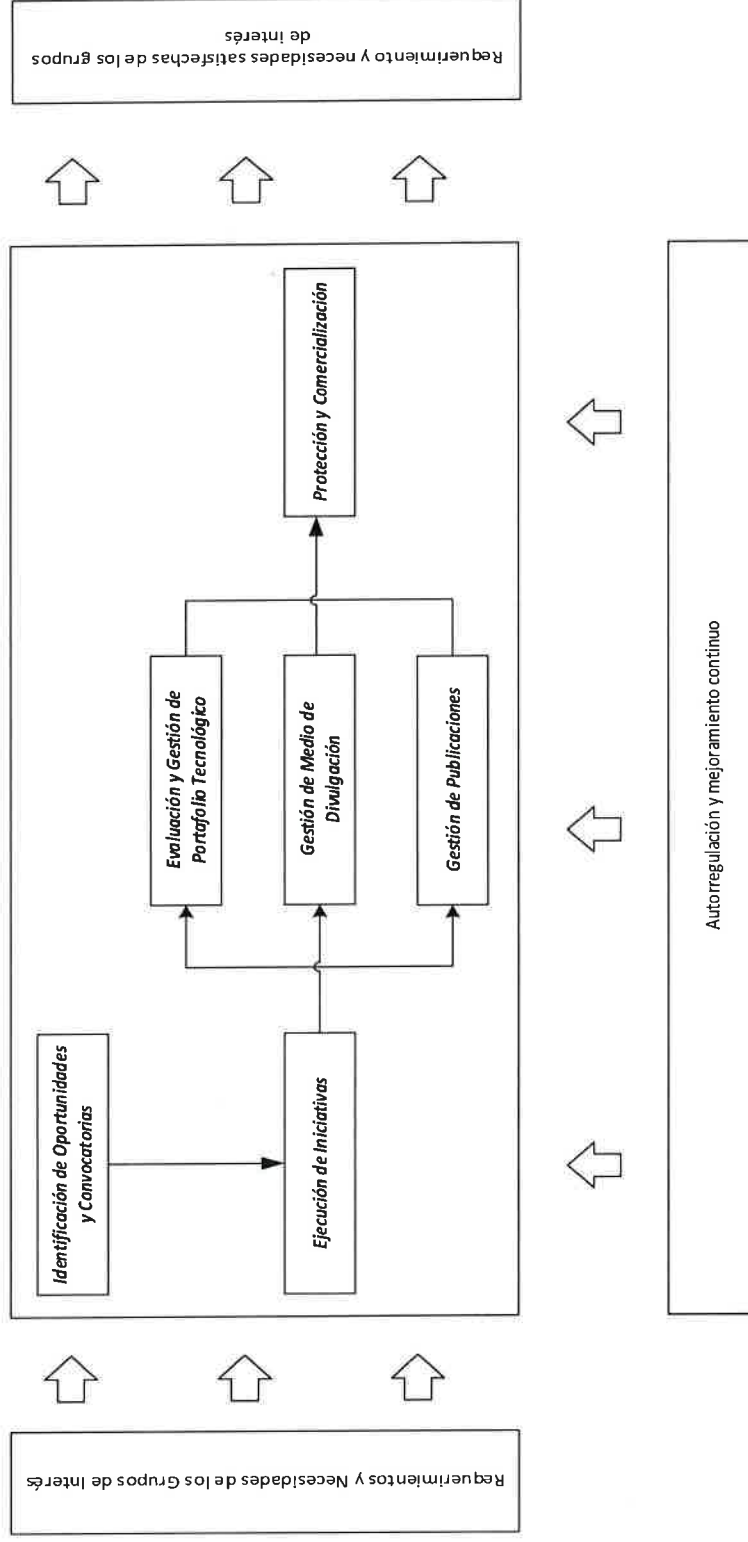 Requerimientos y Necesidades de los Grupos de Interés
Identificación de Oportunidades
y Convocatorias
Ejecución de Iniciativas
Evaluación y Gestión de
Portafolio Tecnológico
Gestión de Medio de
Divulgación
Gestión de Publicaciones
Protección y Comercialización
Requerimiento y necesidades satisfechas de los grupos
de interés
Autorregulación y mejoramiento continuo